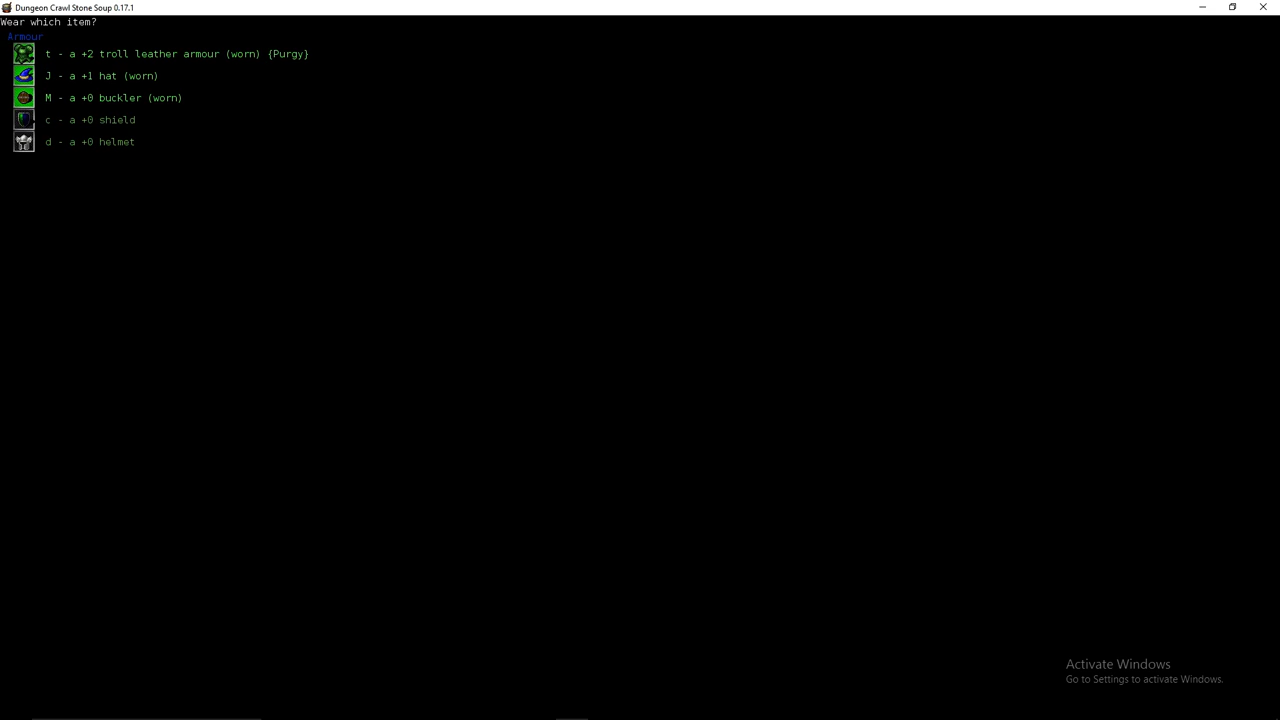 Dungeon Crawl Stone Soup 0.17.1
Wear which item?
Armour
t - a +2 troll leather armour (worn) {Purgy}
J - a +1 hat (worn)
M - a +0 buckler (worn)
c - a +0 shield
d - a +0 helmet
Activate Windows
Go to Settings to activate Windows.